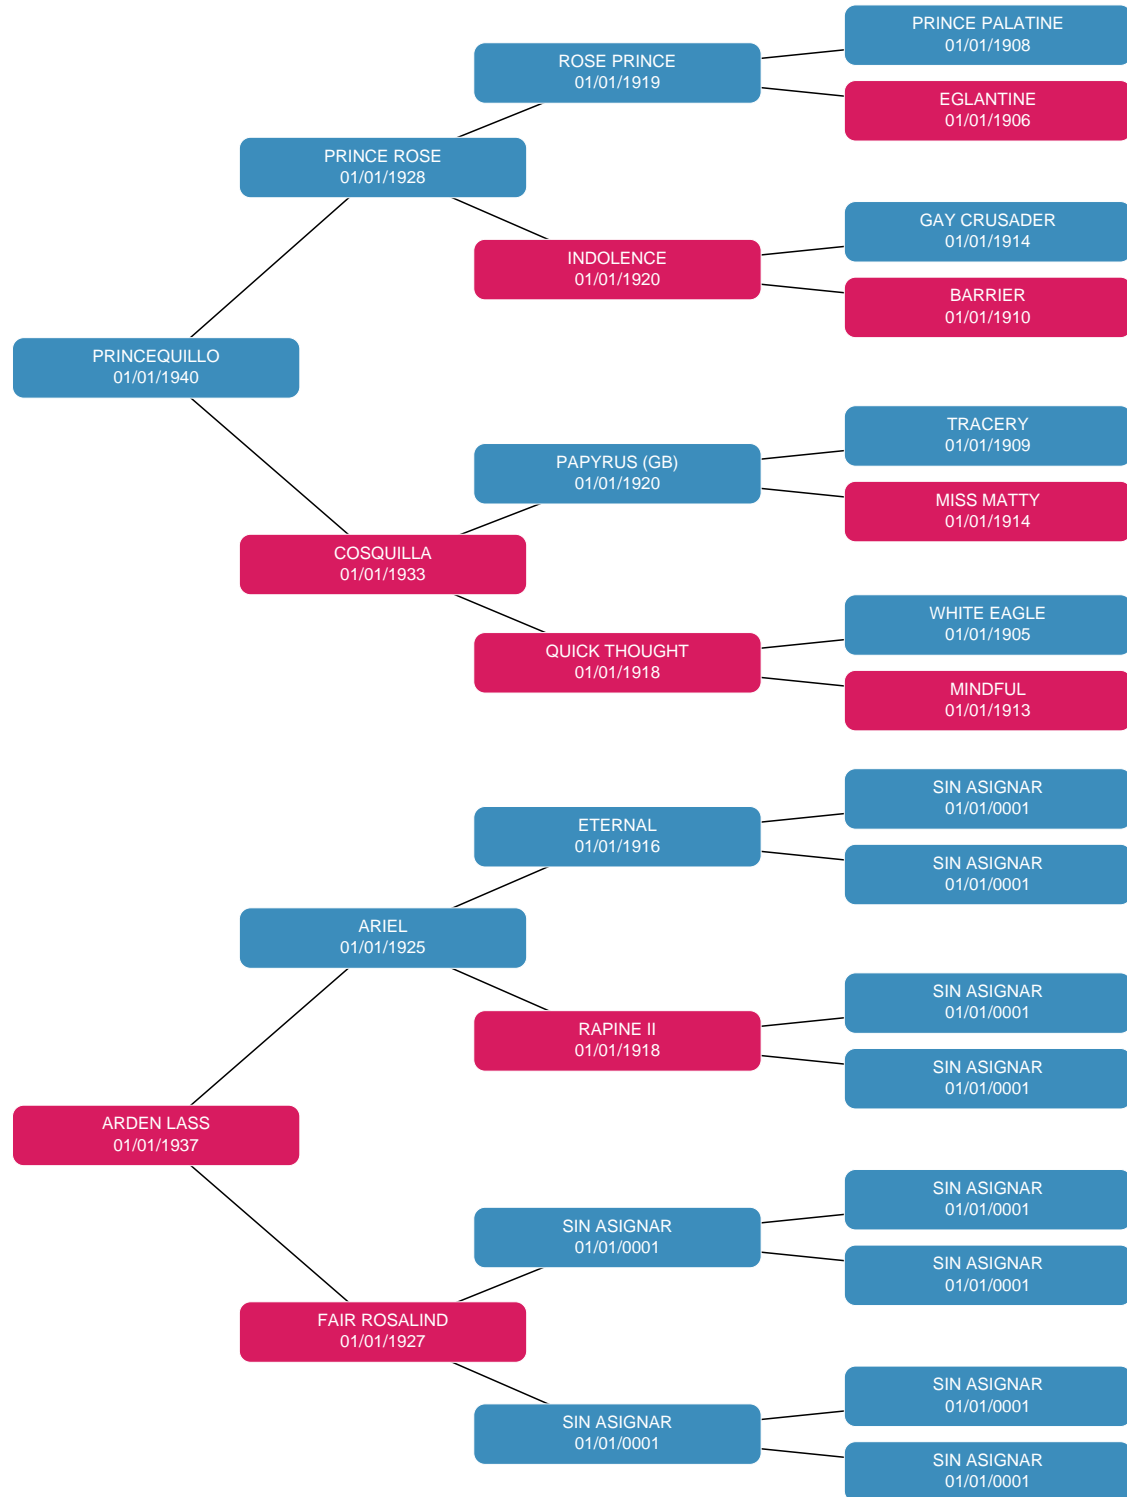 PRINCE PALATINE
01/01/1908
ROSE PRINCE
01/01/1919
EGLANTINE
01/01/1906
PRINCE ROSE
01/01/1928
GAY CRUSADER
01/01/1914
INDOLENCE
01/01/1920
BARRIER
01/01/1910
PRINCEQUILLO
01/01/1940
TRACERY
01/01/1909
PAPYRUS (GB)
01/01/1920
MISS MATTY
01/01/1914
COSQUILLA
01/01/1933
WHITE EAGLE
01/01/1905
QUICK THOUGHT
01/01/1918
MINDFUL
01/01/1913
SIN ASIGNAR
01/01/0001
ETERNAL
01/01/1916
SIN ASIGNAR
01/01/0001
ARIEL
01/01/1925
SIN ASIGNAR
01/01/0001
RAPINE II
01/01/1918
SIN ASIGNAR
01/01/0001
ARDEN LASS
01/01/1937
SIN ASIGNAR
01/01/0001
SIN ASIGNAR
01/01/0001
SIN ASIGNAR
01/01/0001
FAIR ROSALIND
01/01/1927
SIN ASIGNAR
01/01/0001
SIN ASIGNAR
01/01/0001
SIN ASIGNAR
01/01/0001